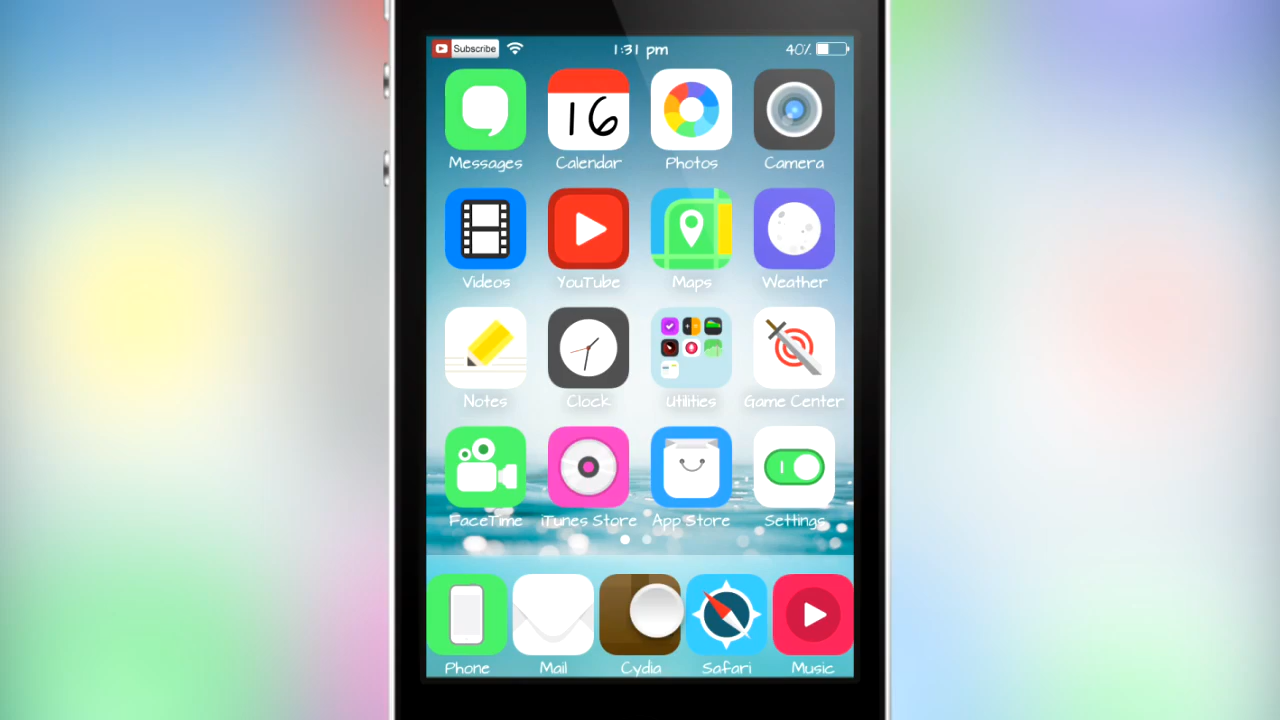 Subscribe 1:31 pm 40%
16
Messages Calendar Photos Camera
Videos YouTube Maps Weather
Notes Clock Utilities Game Center
FaceTime iTunes Store App Store Settings
Phone Mail Cydia Safari Music